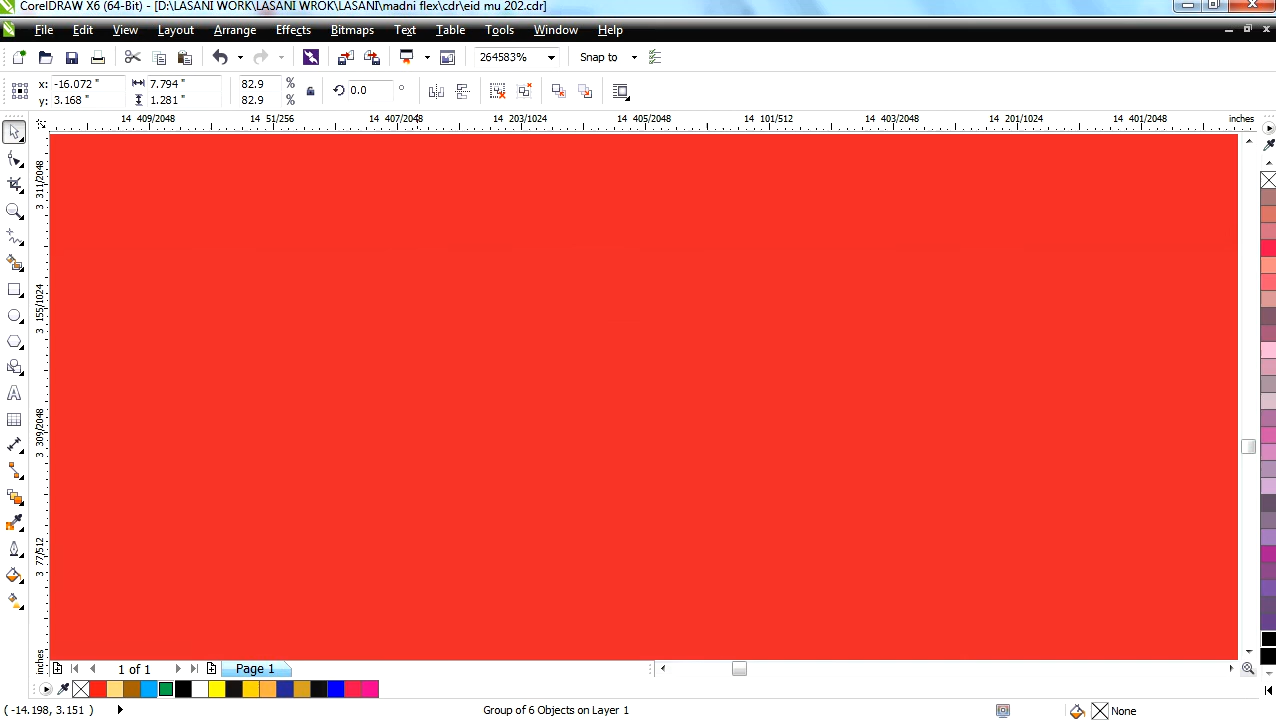 CorelDRAW X6 (64-Bit) - [D:\LASANI WORK\LASANI WROK\LASANI\madni flex\cdr\eid mu 202.cdr]
File Edit View Layout Arrange Effects Bitmaps Text Table Tools Window Help
264583% Snap to
x: -16.072 " 7.794 " 82.9 % 0.0 °
y: 3.168 " 1.281 " 82.9 %
14 409/2048 14 51/256 14 407/2048 14 203/1024 14 405/2048 14 101/512 14 403/2048 14 201/1024 14 401/2048 inches
3 311/2048
3 155/1024
3 309/2048
3 77/512
inches
1 of 1 Page 1
( -14.198, 3.151 ) Group of 6 Objects on Layer 1 None